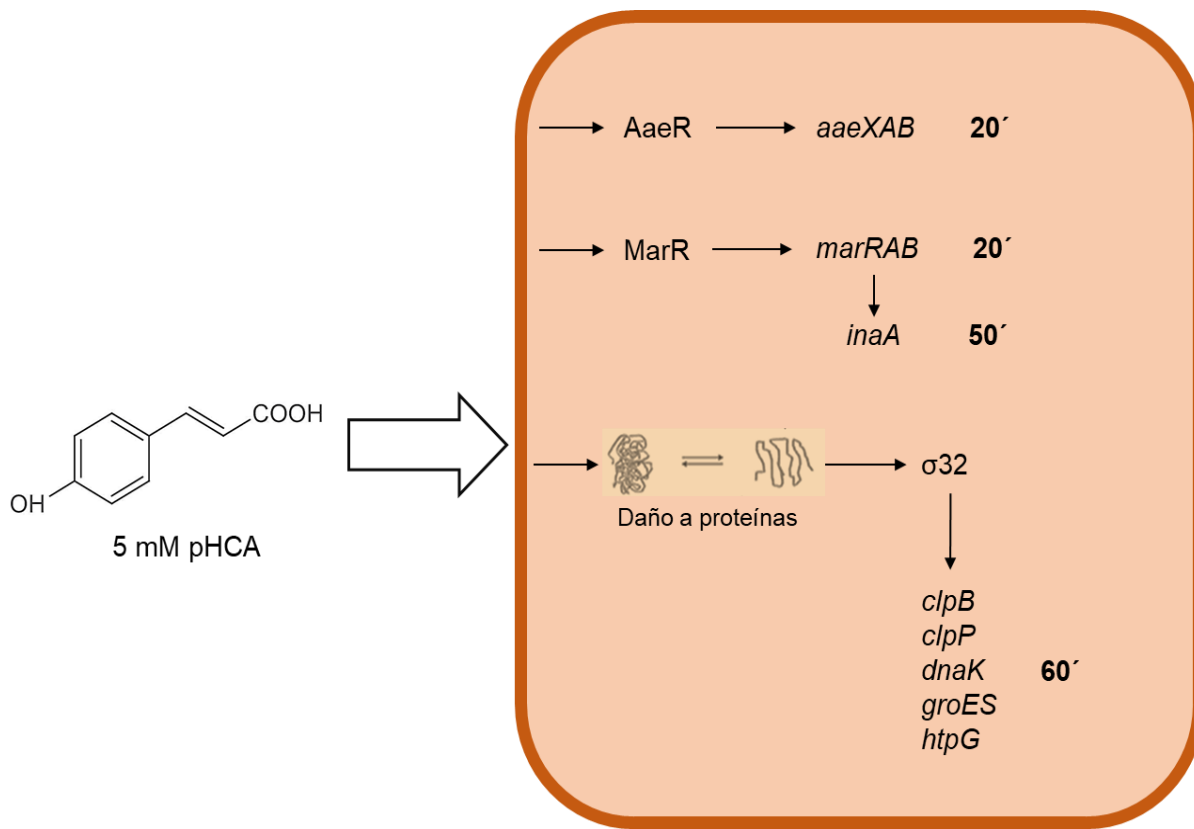 AaeR aaeXAB 20´
MarR marRAB 20´
inaA 50´
COOH
OH
5 mM pHCA
σ32
Daño a proteínas
clpB
clpP
dnaK 60´
groES
htpG